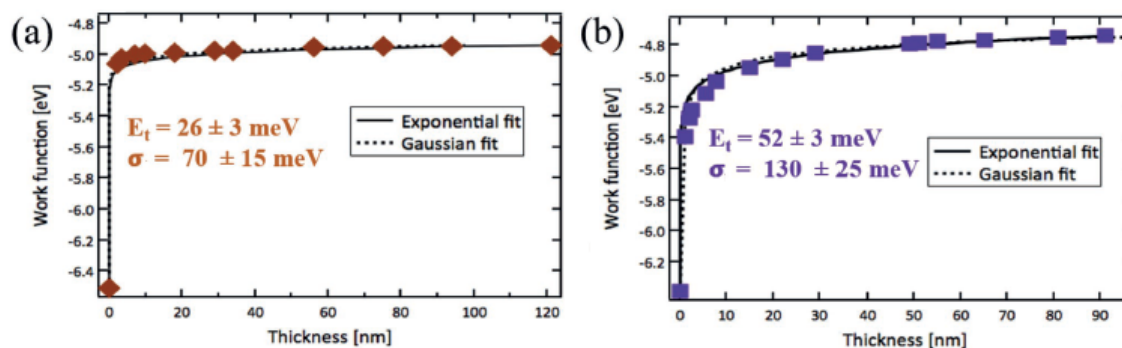 (a)
-4.8
-5.0
-5.2
-5.4
-5.6
-5.8
-6.0
-6.2
-6.4
Work function [eV]
E_t = 26 ± 3 meV
σ = 70 ± 15 meV
Exponential fit
Gaussian fit
0 20 40 60 80 100 120
Thickness [nm]
(b)
-4.8
-5.0
-5.2
-5.4
-5.6
-5.8
-6.0
-6.2
Work function [eV]
E_t = 52 ± 3 meV
σ = 130 ± 25 meV
Exponential fit
Gaussian fit
0 10 20 30 40 50 60 70 80 90
Thickness [nm]